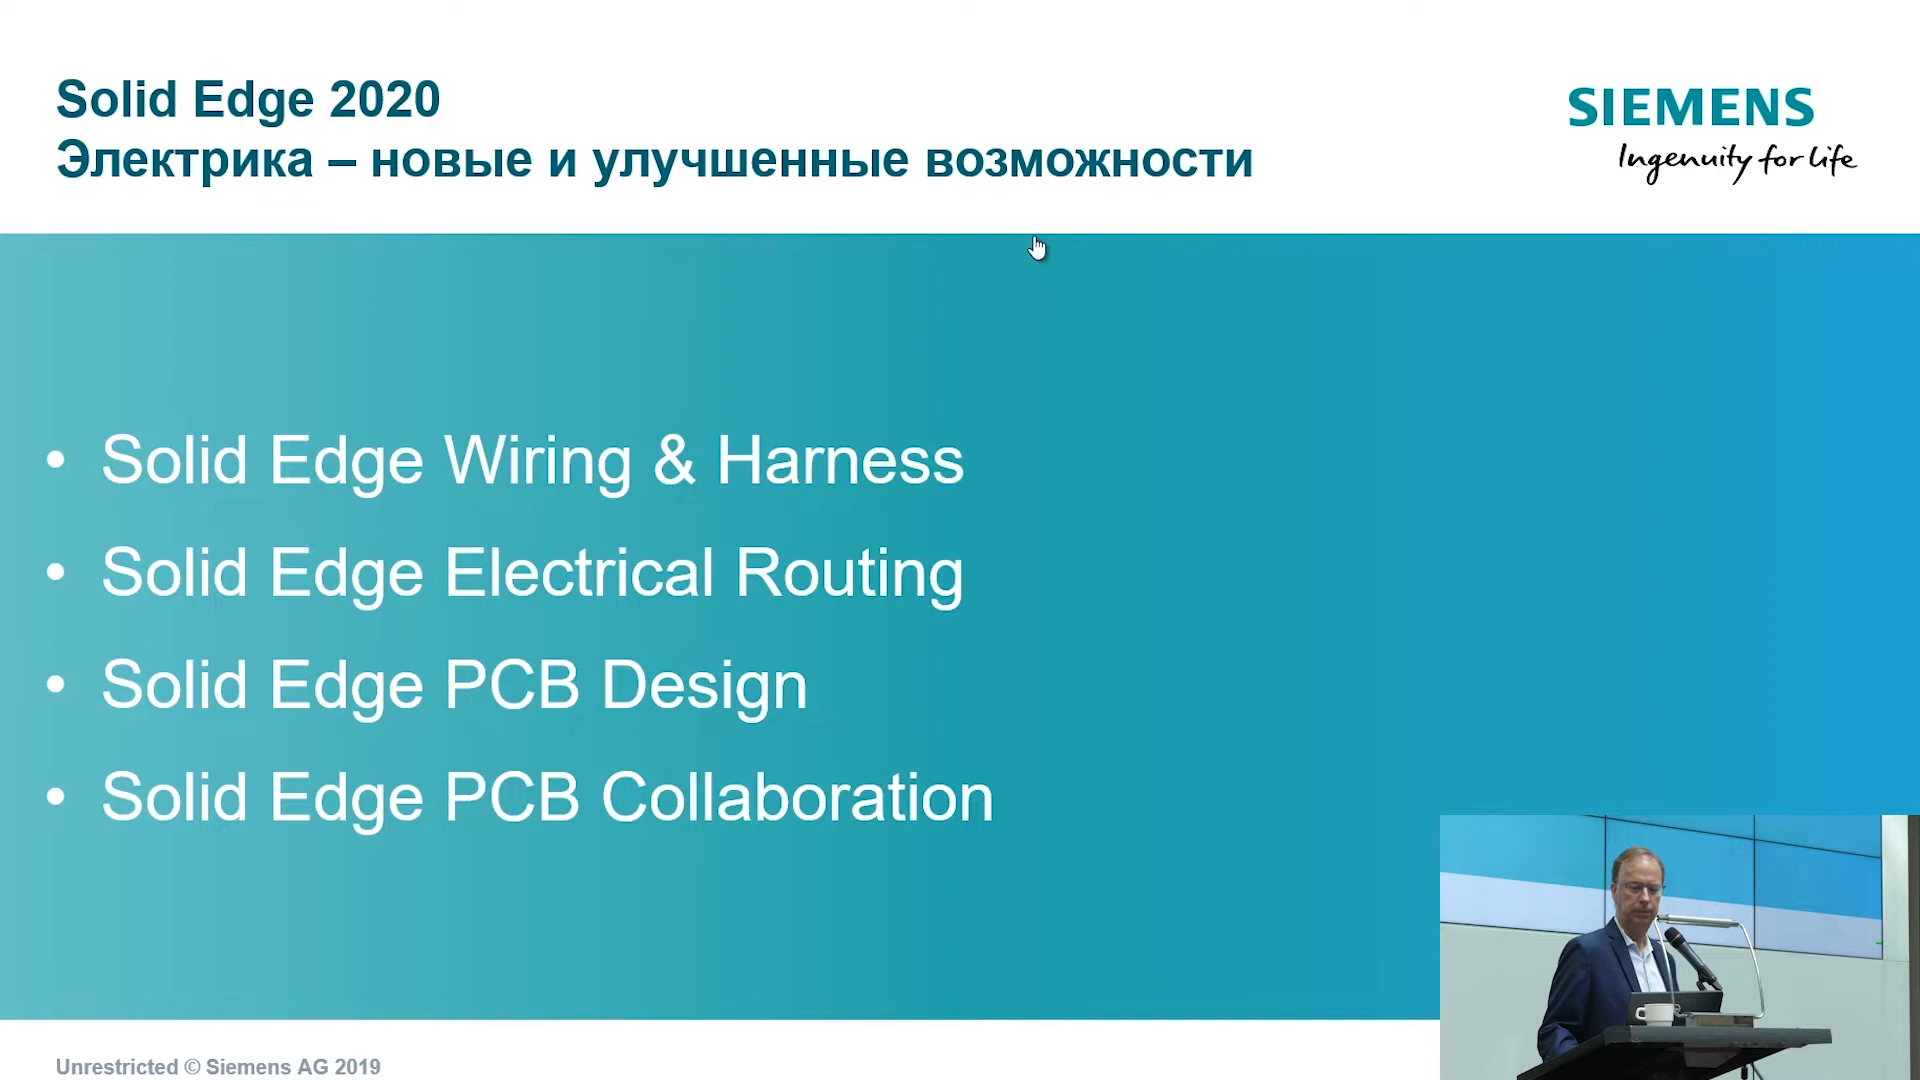 Solid Edge 2020
Электрика – новые и улучшенные возможности
SIEMENS
Ingenuity for life
• Solid Edge Wiring & Harness
• Solid Edge Electrical Routing
• Solid Edge PCB Design
• Solid Edge PCB Collaboration
Unrestricted © Siemens AG 2019